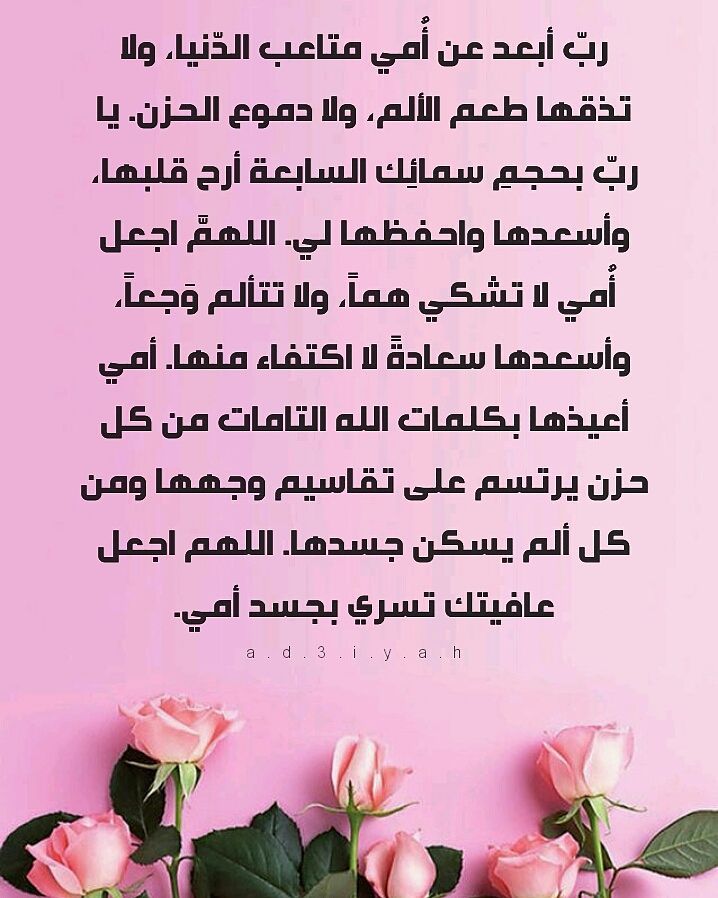 ربّ أبعد عن أُمي متاعب الدّنيا، ولا
تذقها طعم الألم، ولا دموع الحزن. يا
ربّ بحجمِ سمائِك السابعة أرح قلبها،
وأسعدها واحفظها لي. اللهمَّ اجعل
أُمي لا تشكي هماً، ولا تتألم وَجعاً،
وأسعدها سعادةً لا اكتفاء منها. أمي
أعيذها بكلمات الله التامات من كل
حزن يرتسم على تقاسيم وجهها ومن
كل ألم يسكن جسدها. اللهم اجعل
عافيتك تسري بجسد أمي.
a . d . 3 . i . y . a . h